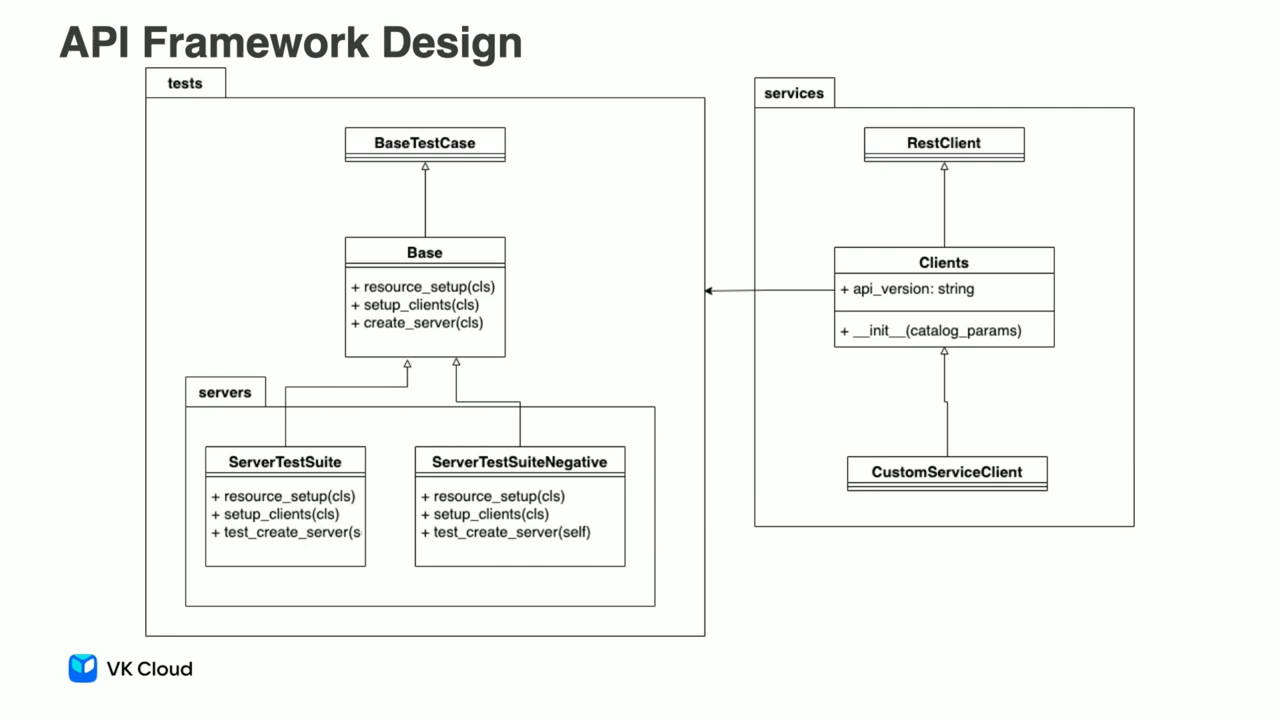 API Framework Design
tests
BaseTestCase
Base
+ resource_setup(cls)
+ setup_clients(cls)
+ create_server(cls)
servers
ServerTestSuite
+ resource_setup(cls)
+ setup_clients(cls)
+ test_create_server(s
ServerTestSuiteNegative
+ resource_setup(cls)
+ setup_clients(cls)
+ test_create_server(self)
services
RestClient
Clients
+ api_version: string
+ __init__(catalog_params)
CustomServiceClient
VK Cloud